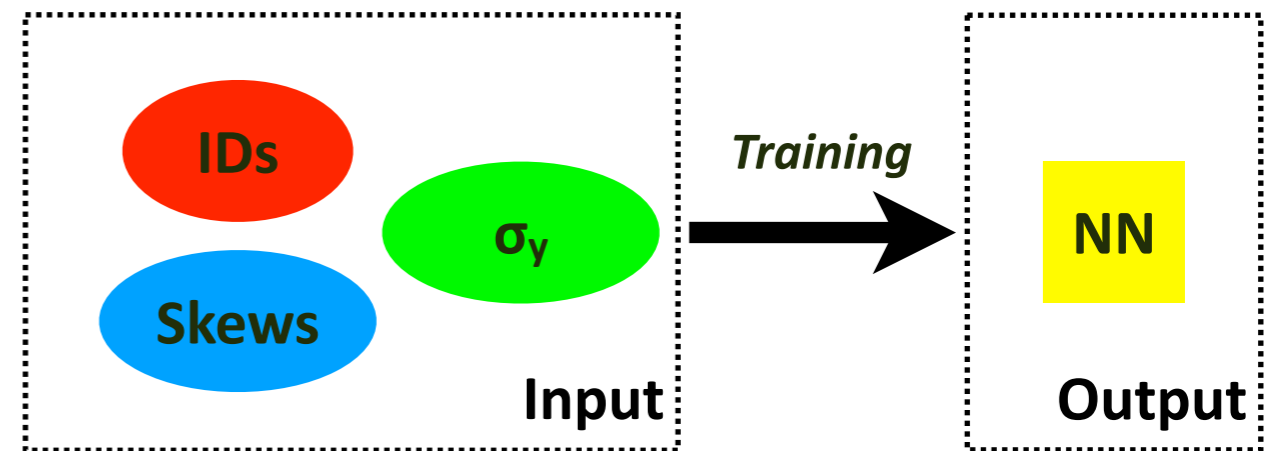 IDs
Skews
σy
Input
Training
NN
Output